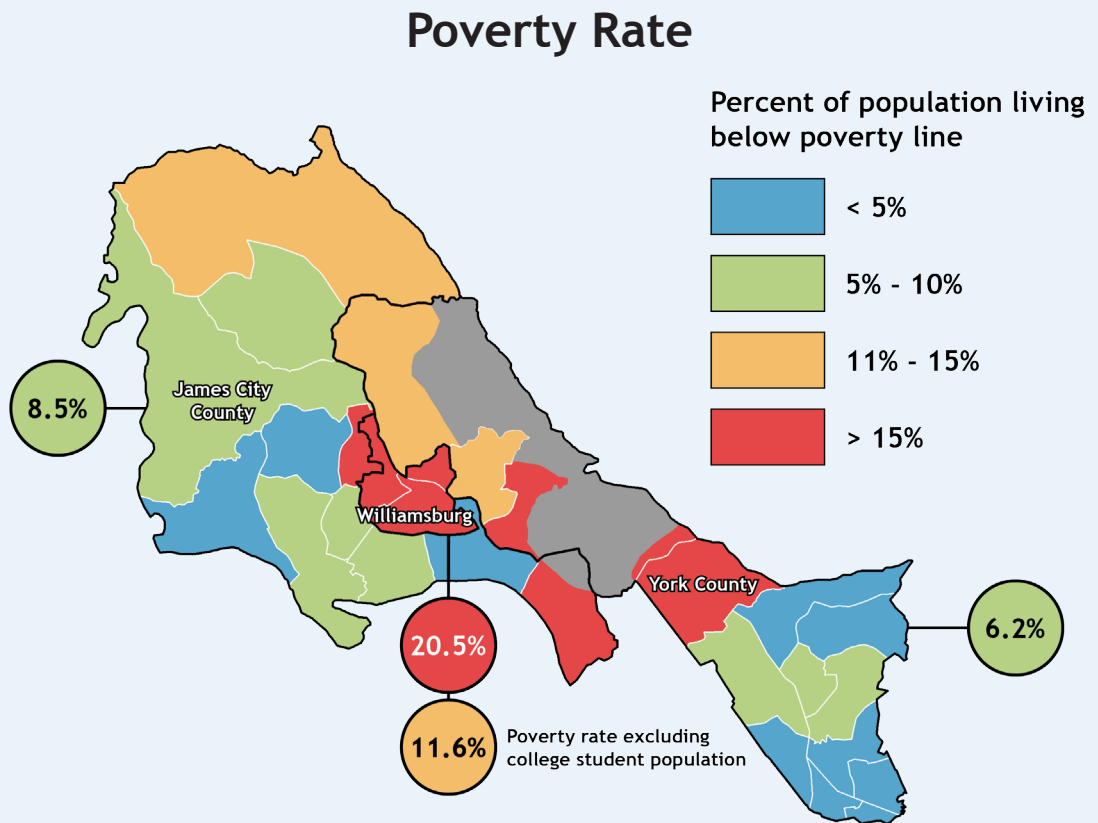 Poverty Rate
Percent of population living
below poverty line
< 5%
5% - 10%
11% - 15%
> 15%
James City
County
8.5%
Williamsburg
York County
20.5%
6.2%
11.6%
Poverty rate excluding
college student population